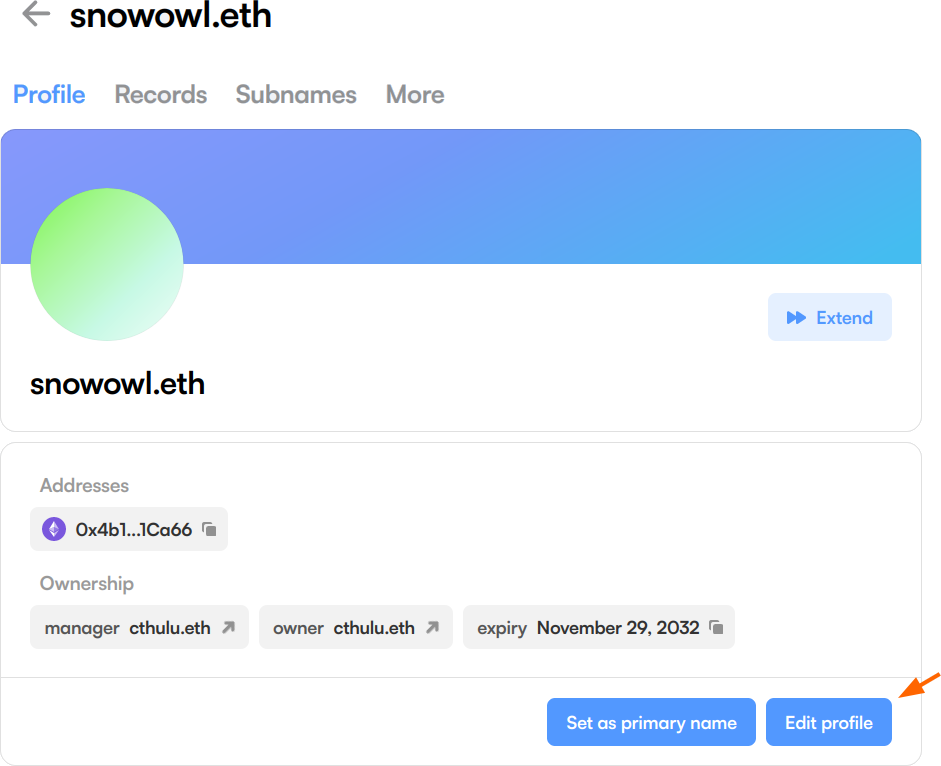 snowowl.eth
Profile Records Subnames More
Extend
snowowl.eth
Addresses
0x4b1...1Ca66
Ownership
manager cthulu.eth owner cthulu.eth expiry November 29, 2032
Set as primary name Edit profile